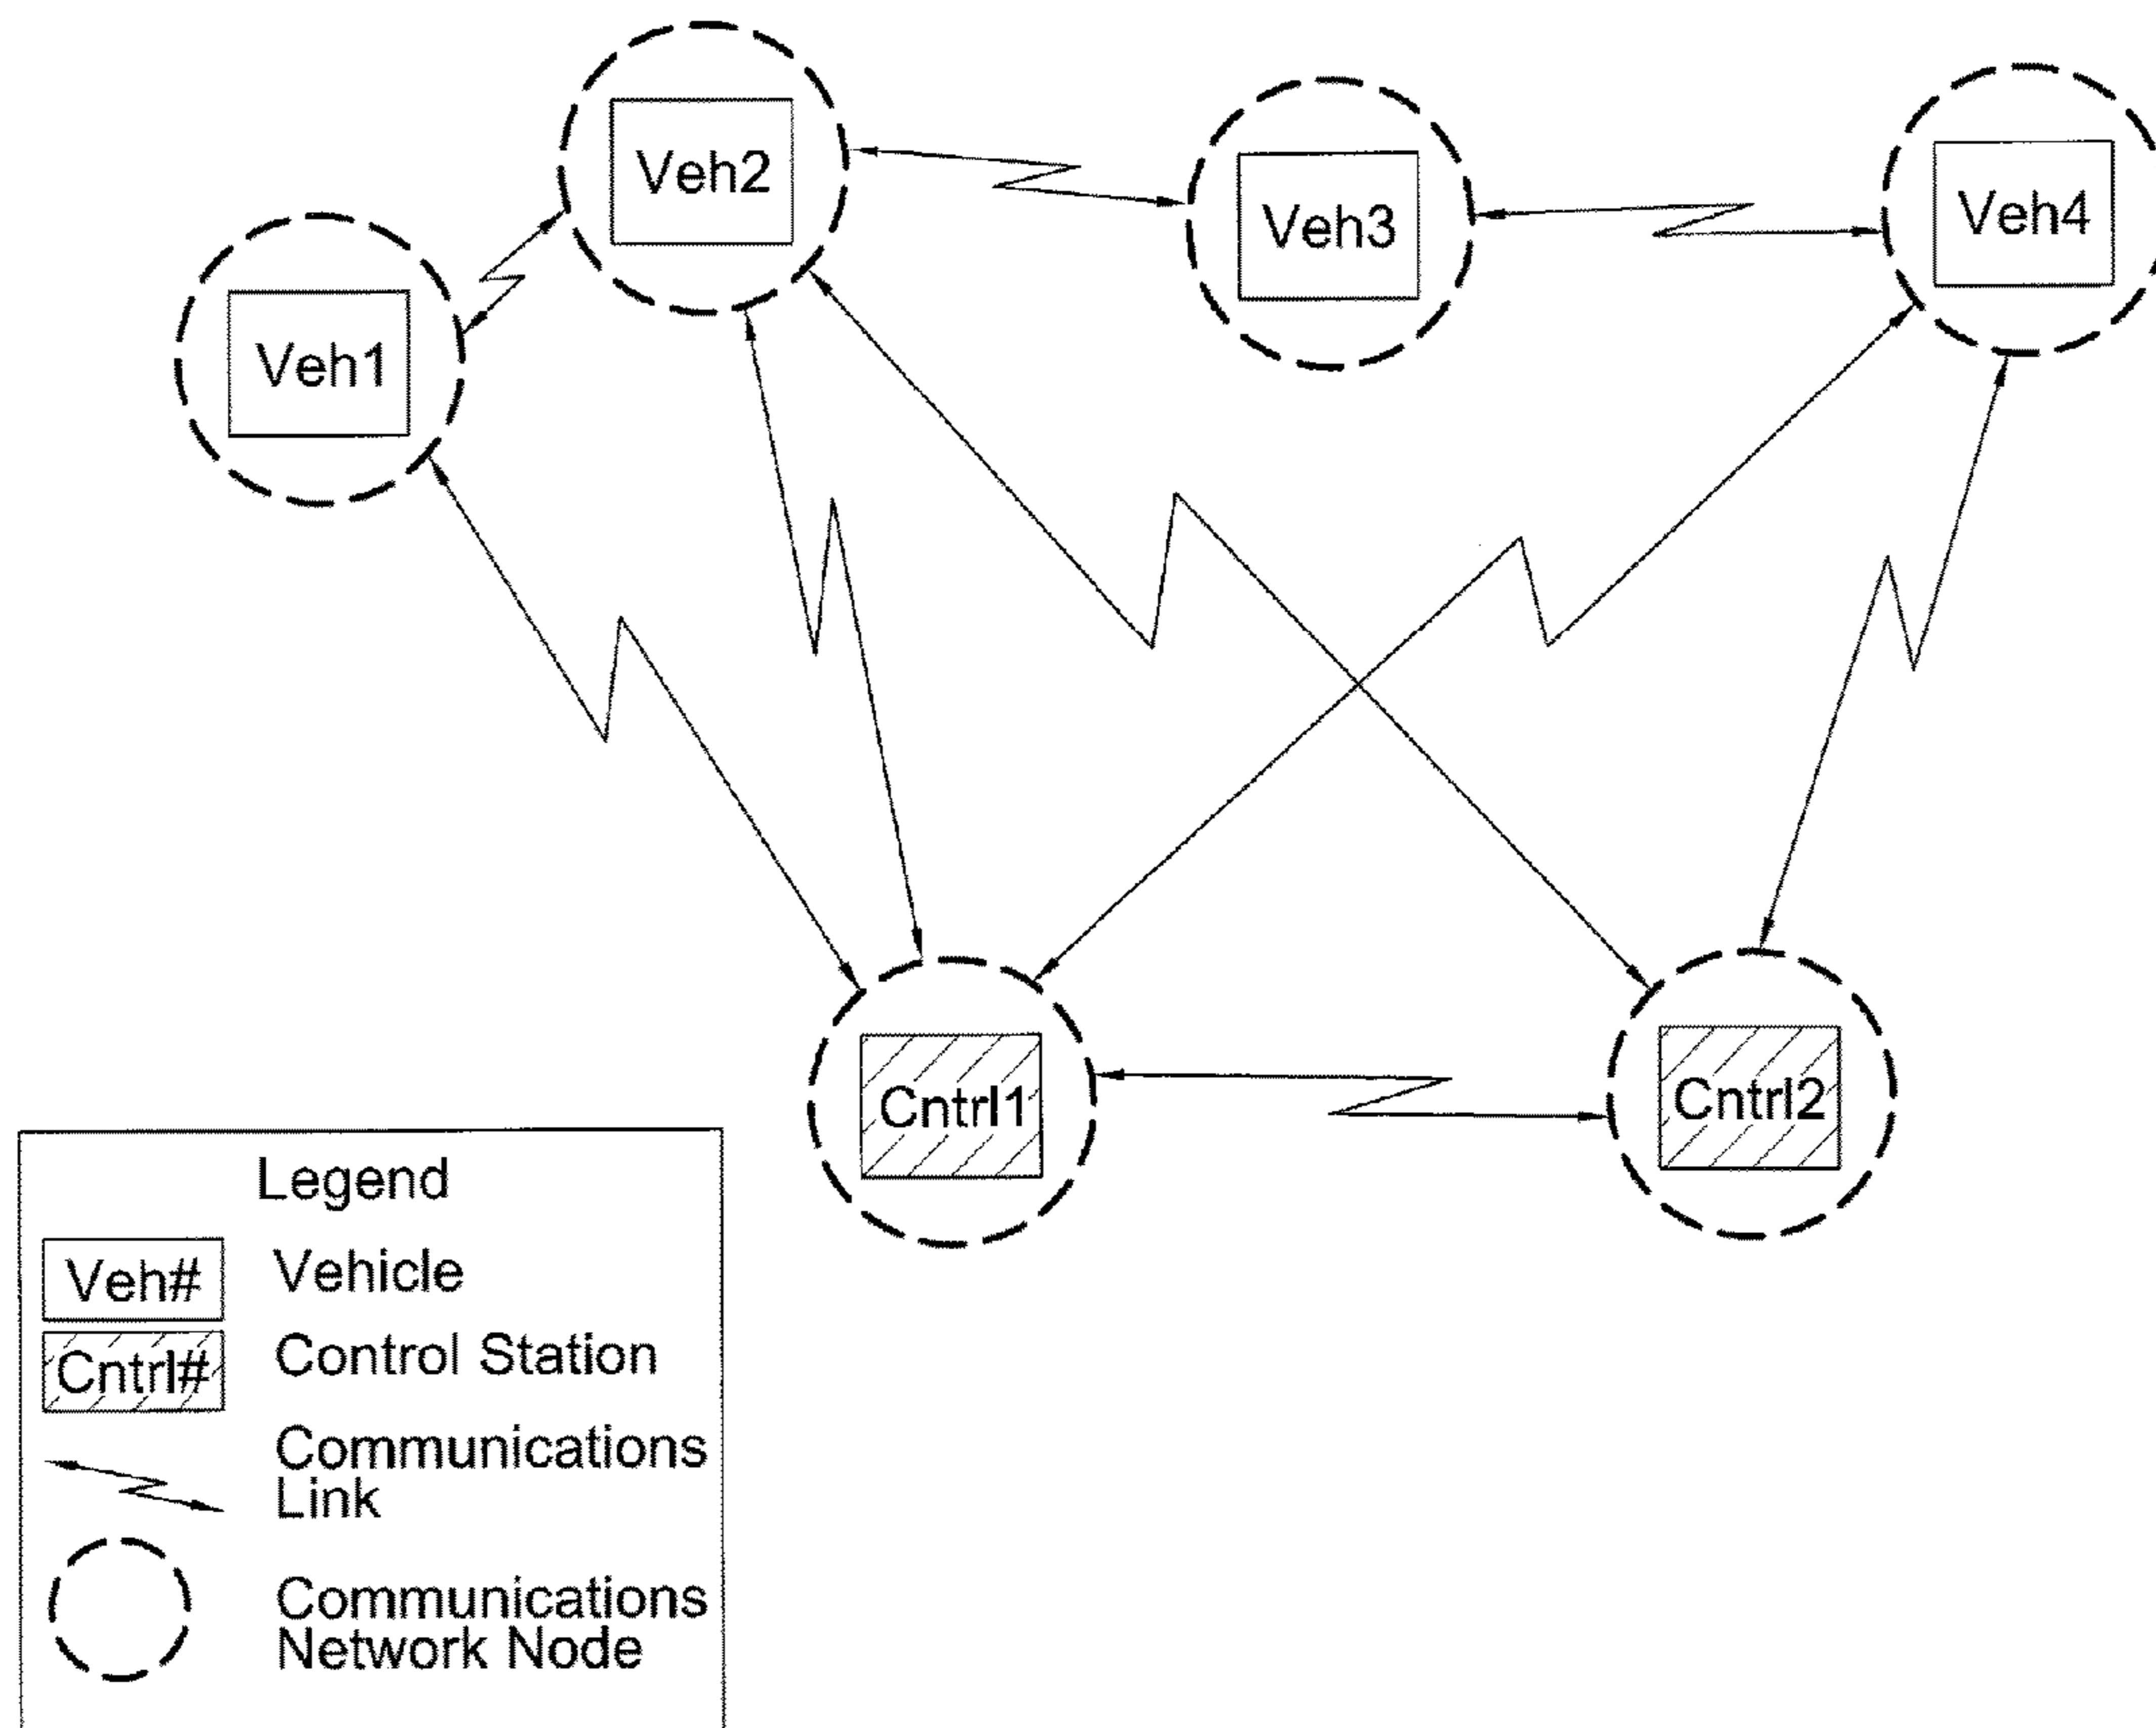 Veh2
Veh3
Veh4
Veh1
Cntrl1
Cntrl2
Legend
Veh#
Vehicle
Cntrl#
Control Station
Communications
Link
Communications
Network Node